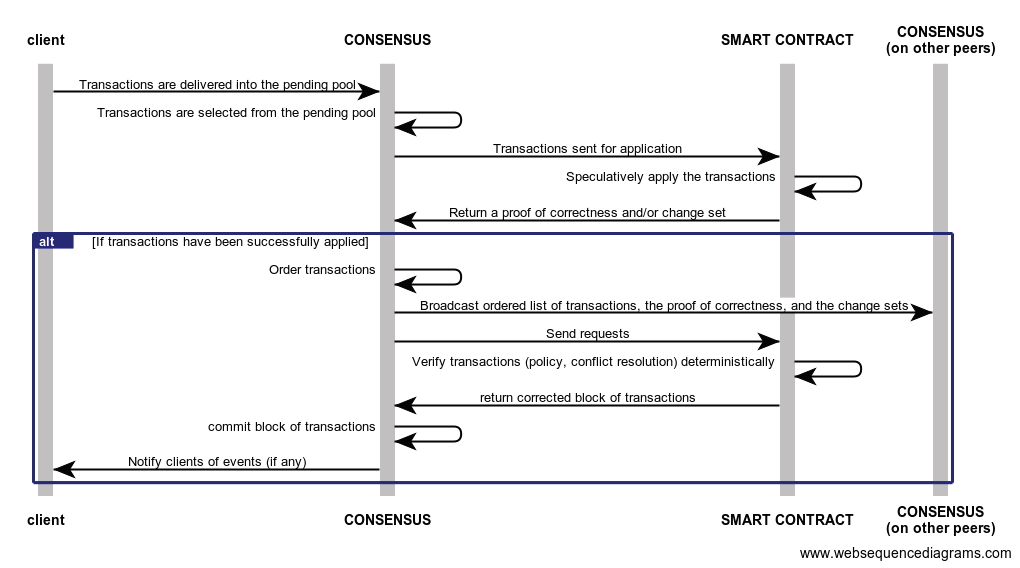 client
CONSENSUS
SMART CONTRACT
CONSENSUS
(on other peers)
Transactions are delivered into the pending pool
Transactions are selected from the pending pool
Transactions sent for application
Speculatively apply the transactions
Return a proof of correctness and/or change set
alt
[If transactions have been successfully applied]
Order transactions
Broadcast ordered list of transactions, the proof of correctness, and the change sets
Send requests
Verify transactions (policy, conflict resolution) deterministically
return corrected block of transactions
commit block of transactions
Notify clients of events (if any)
client
CONSENSUS
SMART CONTRACT
CONSENSUS
(on other peers)
www.websequencediagrams.com